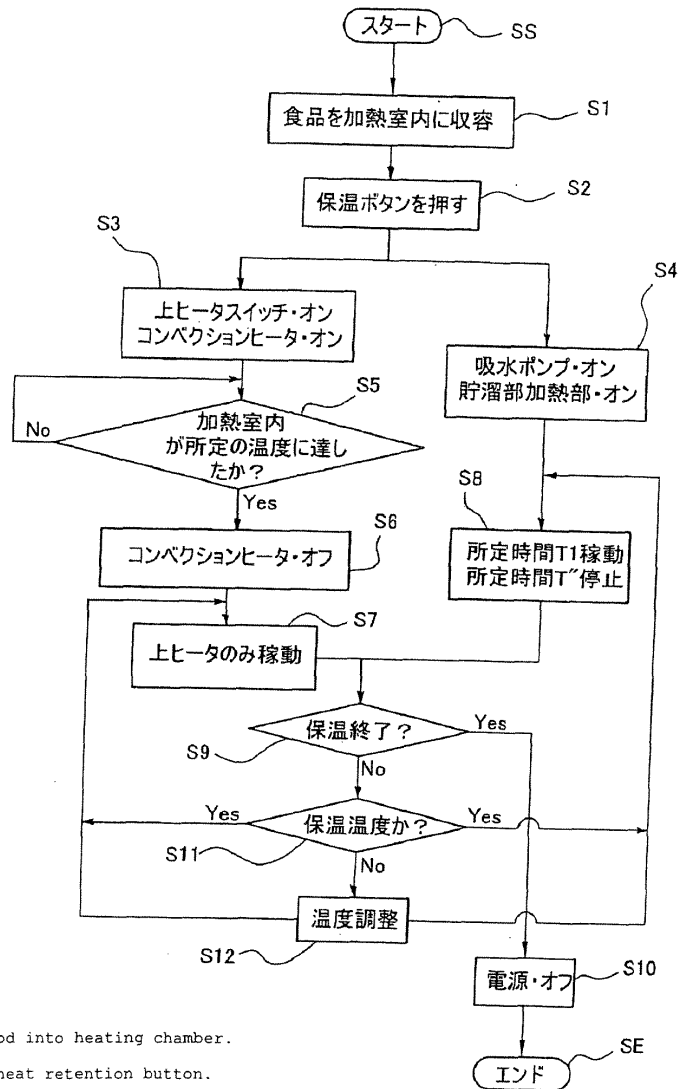 スタート
SS
食品を加熱室内に収容
S1
保温ボタンを押す
S2
S3
上ヒータスイッチ・オン
コンベクションヒータ・オン
S4
吸水ポンプ・オン
貯溜部加熱部・オン
S5
加熱室内
が所定の温度に達し
たか?
No
Yes
S6
コンベクションヒータ・オフ
S8
所定時間T1稼動
所定時間T"停止
S7
上ヒータのみ稼動
保温終了?
Yes
S9
No
保温温度か?
Yes
Yes
S11
No
温度調整
S12
電源・オフ
S10
エンド
SE
od into heating chamber.
heat retention button.